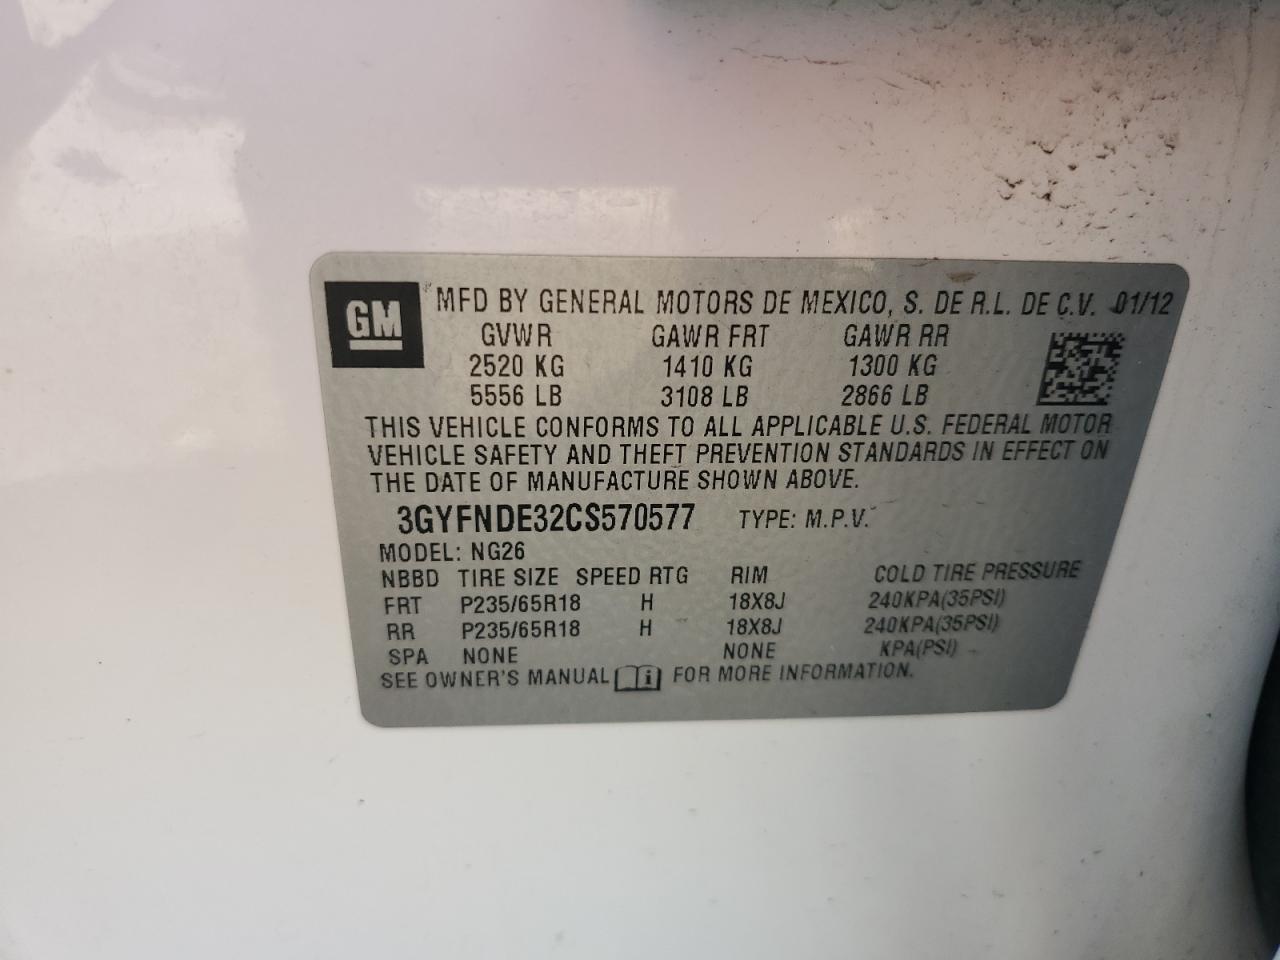 GM
MFD BY GENERAL MOTORS DE MEXICO, S. DE R.L. DE C.V. 01/12
GVWR GAWR FRT GAWR RR
2520 KG 1410 KG 1300 KG
5556 LB 3108 LB 2866 LB
THIS VEHICLE CONFORMS TO ALL APPLICABLE U.S. FEDERAL MOTOR
VEHICLE SAFETY AND THEFT PREVENTION STANDARDS IN EFFECT ON
THE DATE OF MANUFACTURE SHOWN ABOVE.
3GYFNDE32CS570577 TYPE: M.P.V.
MODEL: NG26
NBBD TIRE SIZE SPEED RTG RIM COLD TIRE PRESSURE
FRT P235/65R18 H 18X8J 240KPA(35PSI)
RR P235/65R18 H 18X8J 240KPA(35PSI)
SPA NONE NONE KPA(PSI)
SEE OWNER'S MANUAL i FOR MORE INFORMATION.